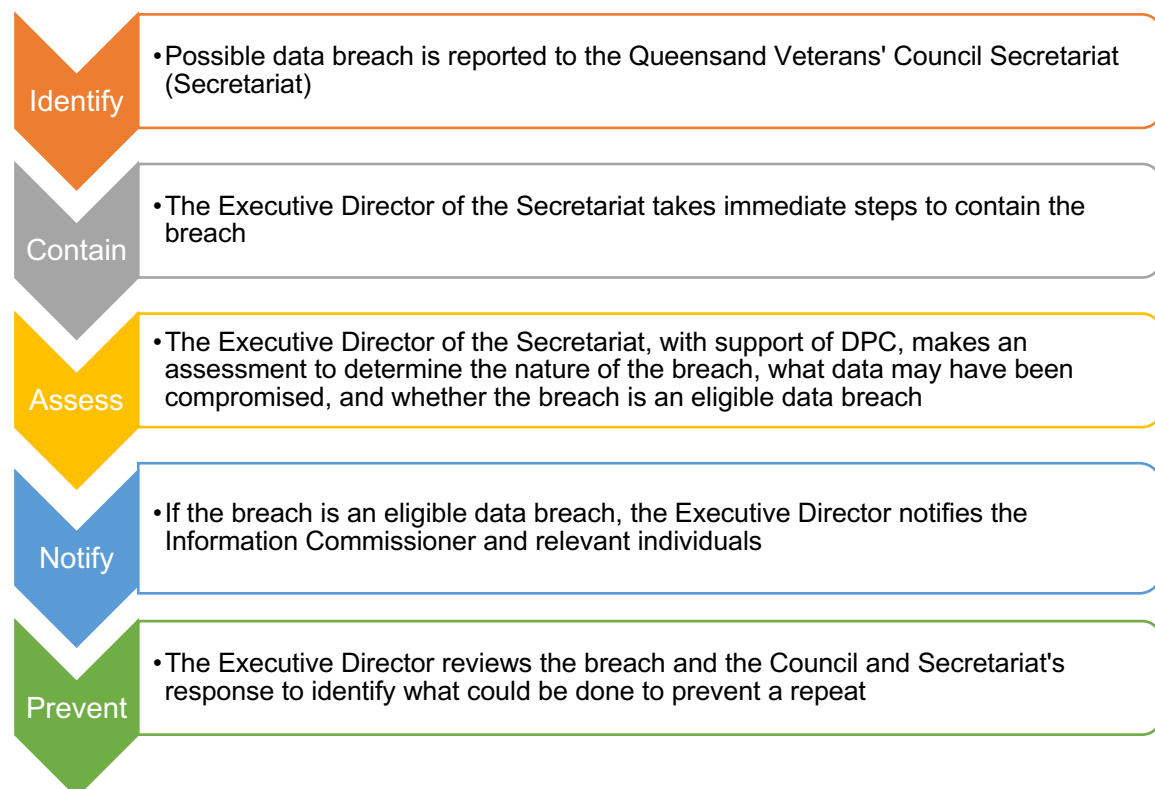 Identify
•Possible data breach is reported to the Queensand Veterans' Council Secretariat
(Secretariat)
Contain
•The Executive Director of the Secretariat takes immediate steps to contain the
breach
Assess
•The Executive Director of the Secretariat, with support of DPC, makes an
assessment to determine the nature of the breach, what data may have been
compromised, and whether the breach is an eligible data breach
Notify
•If the breach is an eligible data breach, the Executive Director notifies the
Information Commissioner and relevant individuals
Prevent
•The Executive Director reviews the breach and the Council and Secretariat's
response to identify what could be done to prevent a repeat